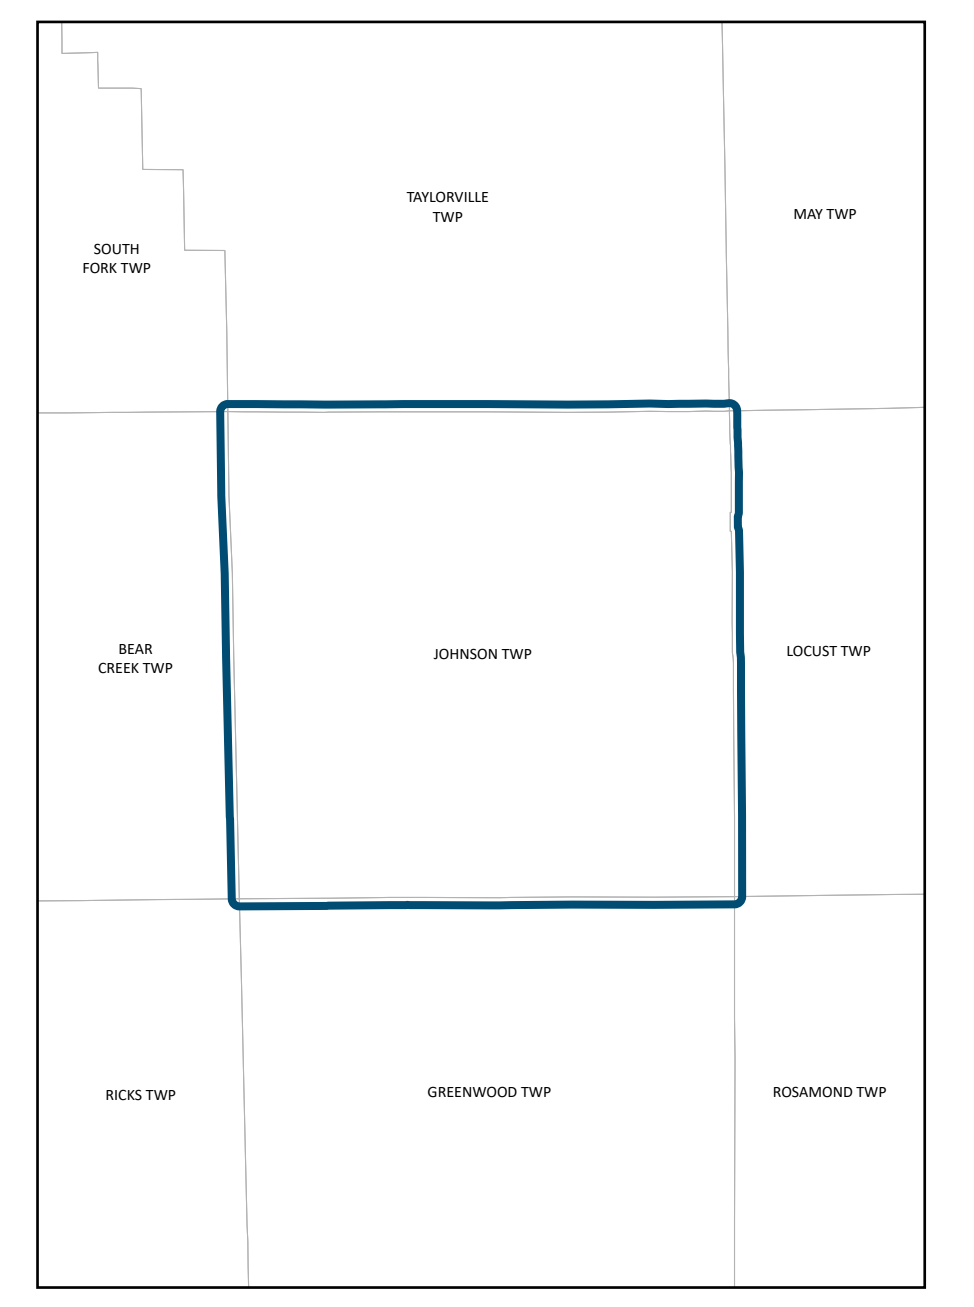 TAYLORVILLE
TWP
MAY TWP
SOUTH
FORK TWP
BEAR
CREEK TWP
JOHNSON TWP
LOCUST TWP
RICKS TWP
GREENWOOD TWP
ROSAMOND TWP